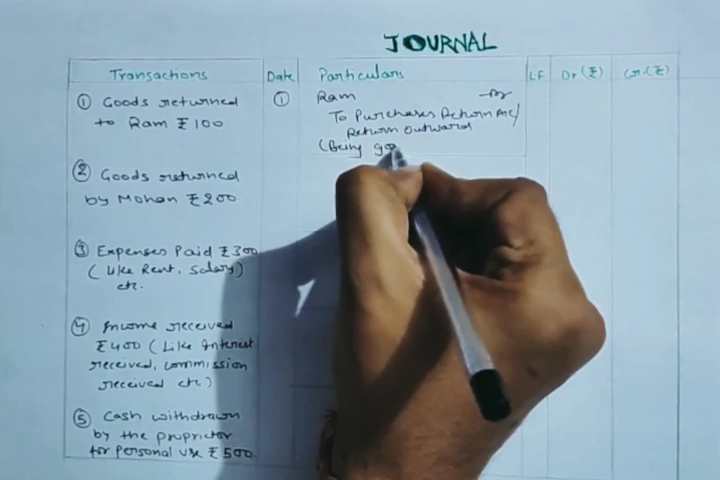 JOURNAL
Transactions Date Particulars LF Dr (₹) Cr. (₹)
① Goods returned
to Ram ₹100
② Goods returned
by Mohan ₹200.
③ Expenses Paid ₹300
(Like Rent, Salary)
etc.
④ Income received
₹400 (Like Interest
received, commission
received etc)
⑤ Cash withdrawn
by the proprietor
for Personal use ₹500
① Ram Dr
To Purchases Return A/c/
Return Outward
(Being go